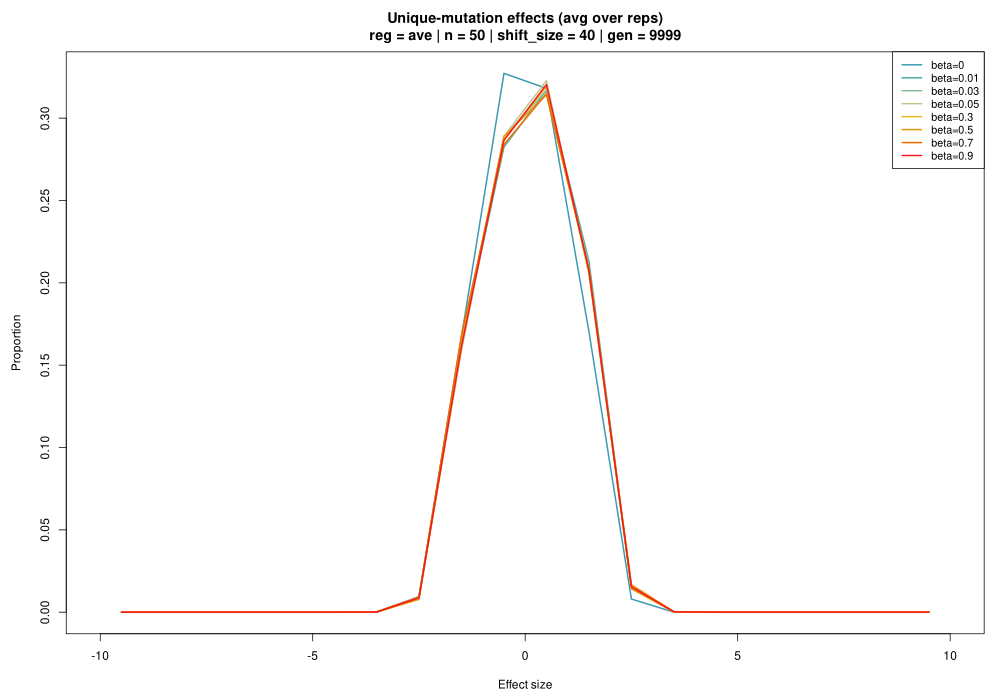 Unique-mutation effects (avg over reps)
reg = ave | n = 50 | shift_size = 40 | gen = 9999
beta=0
beta=0.01
beta=0.03
beta=0.05
beta=0.3
beta=0.5
beta=0.7
beta=0.9
Proportion
0.30
0.25
0.20
0.15
0.10
0.05
0.00
-10 -5 0 5 10
Effect size